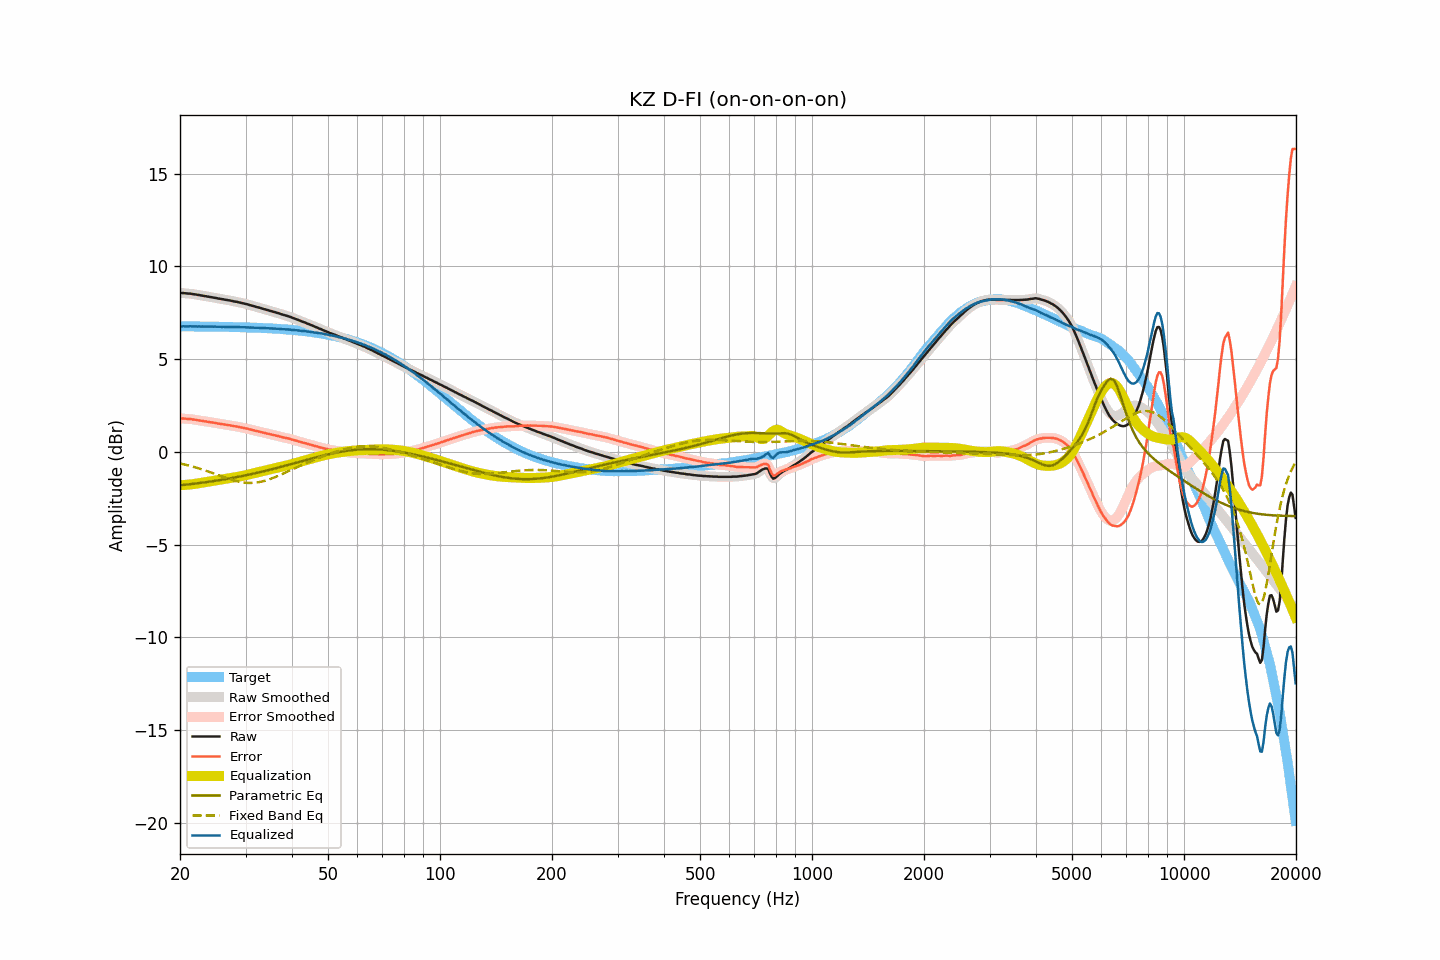 KZ D-FI (on-on-on-on)
Amplitude (dBr)
15
10
5
0
−5
−10
−15
−20
Target
Raw Smoothed
Error Smoothed
Raw
Error
Equalization
Parametric Eq
Fixed Band Eq
Equalized
20 50 100 200 500 1000 2000 5000 10000 20000
Frequency (Hz)